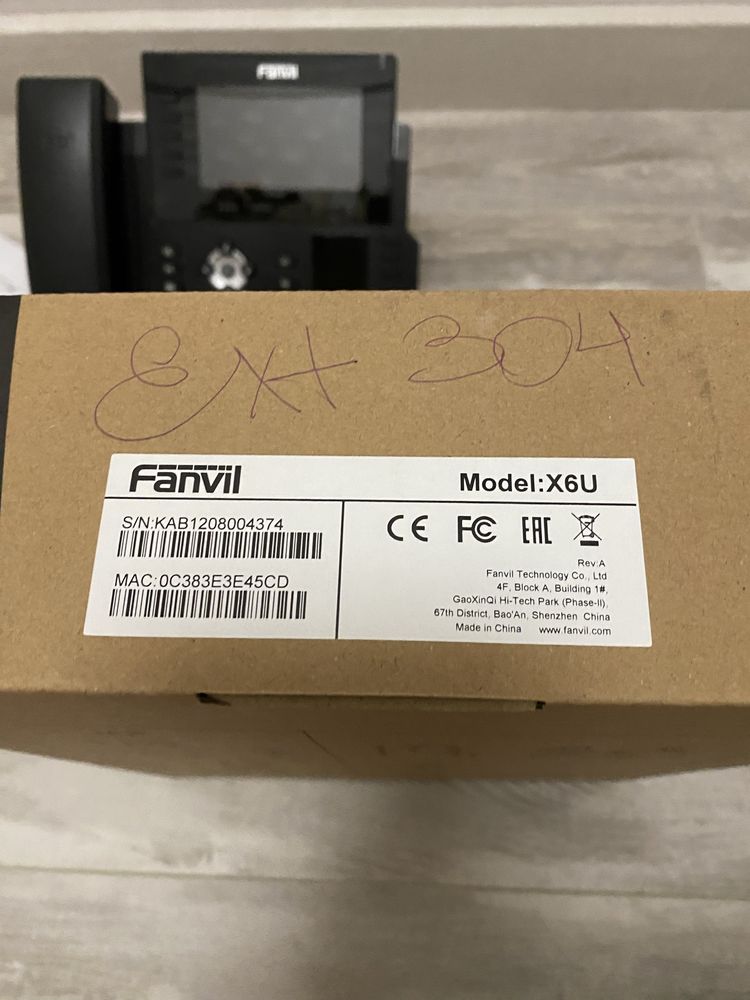 Fanvil
Ext 304
Fanvil
Model:X6U
S/N:KAB1208004374
MAC:0C383E3E45CD
CE FC EAC
Rev:A
Fanvil Technology Co., Ltd
4F, Block A, Building 1#,
GaoXinQi Hi-Tech Park (Phase-II),
67th District, Bao'An, Shenzhen China
Made in China www.fanvil.com